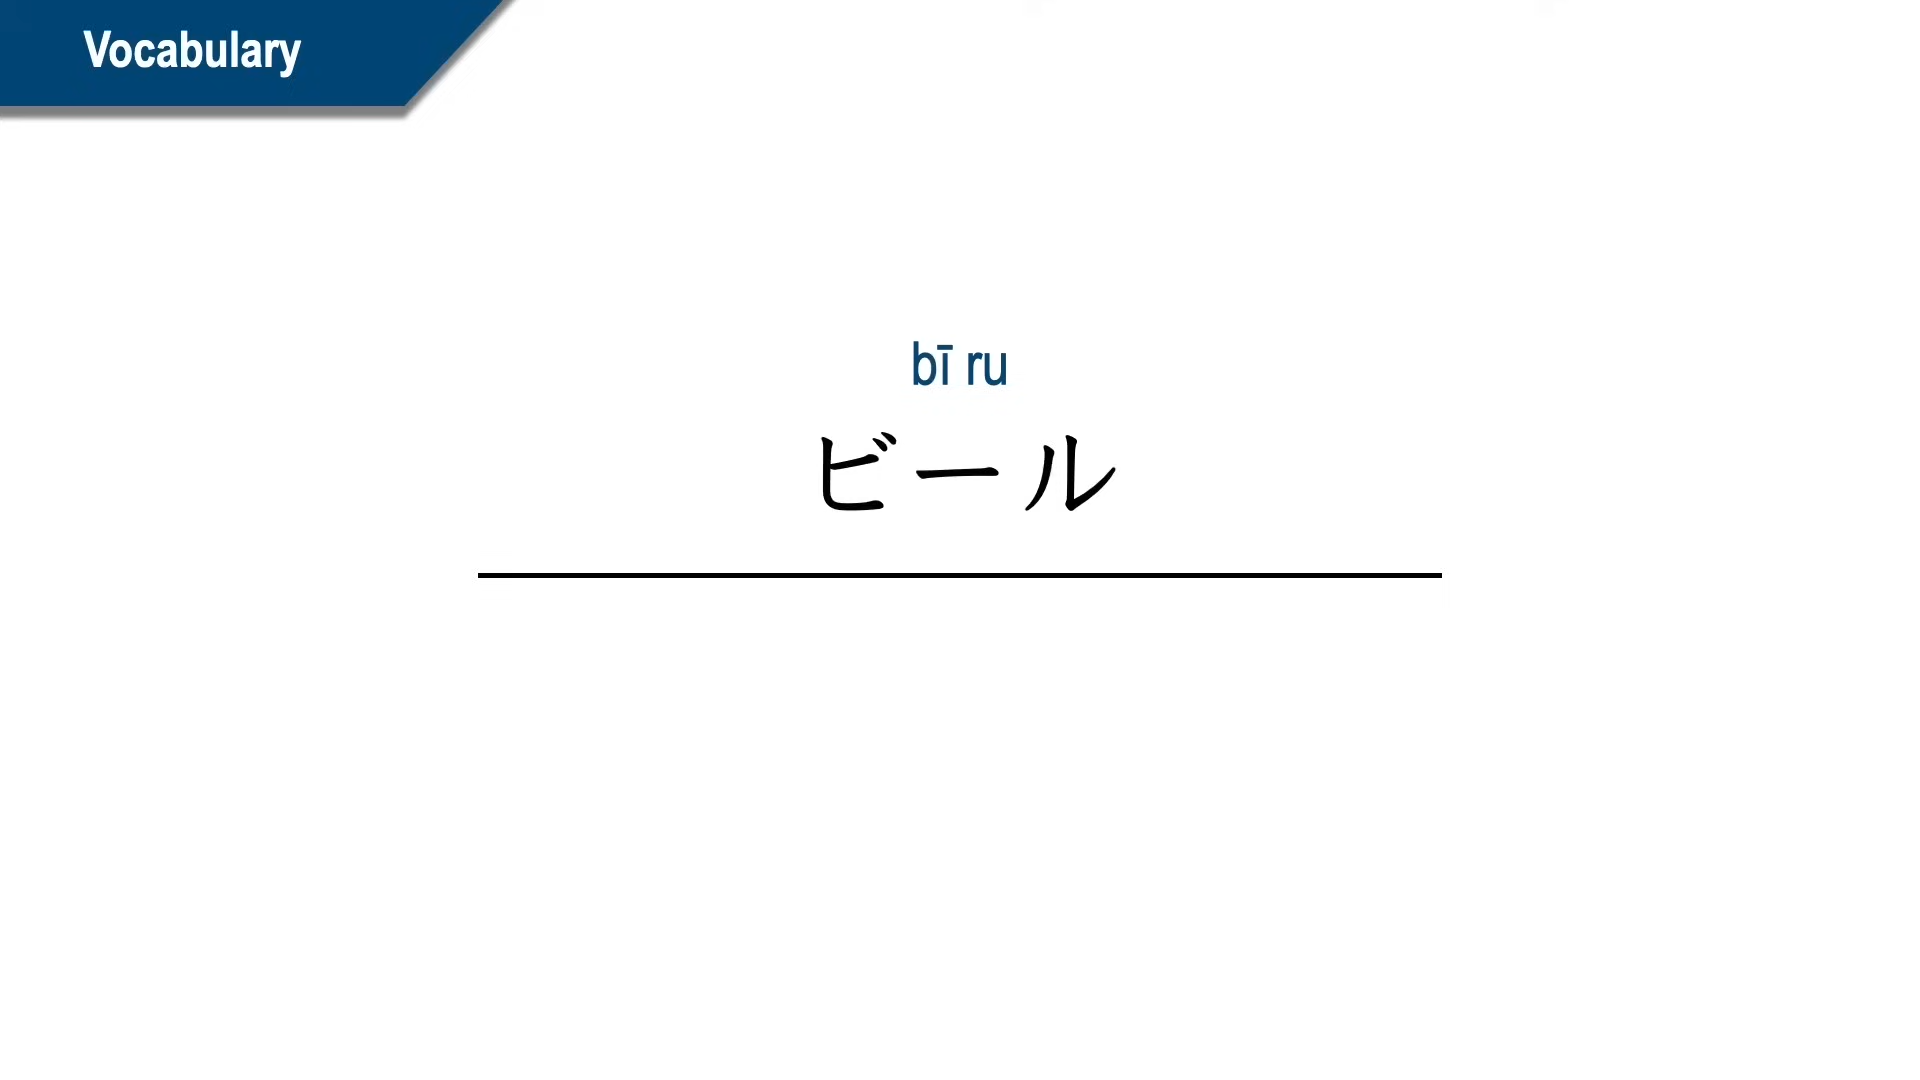 Vocabulary
bī ru
ビール